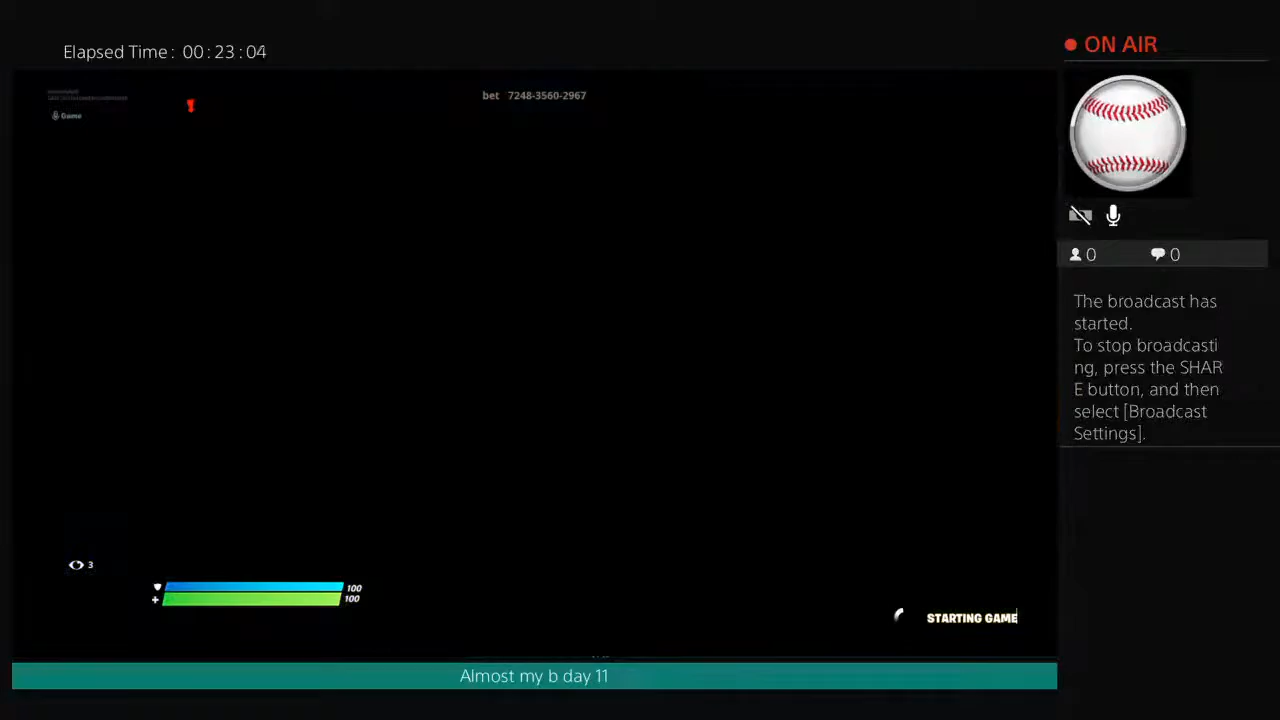 Elapsed Time: 00:23:04
ON AIR
bet 7248-3560-2967
Game
0 0
The broadcast has
started.
To stop broadcasti
ng, press the SHAR
E button, and then
select [Broadcast
Settings].
3
100
100
STARTING GAME
Almost my b day 11